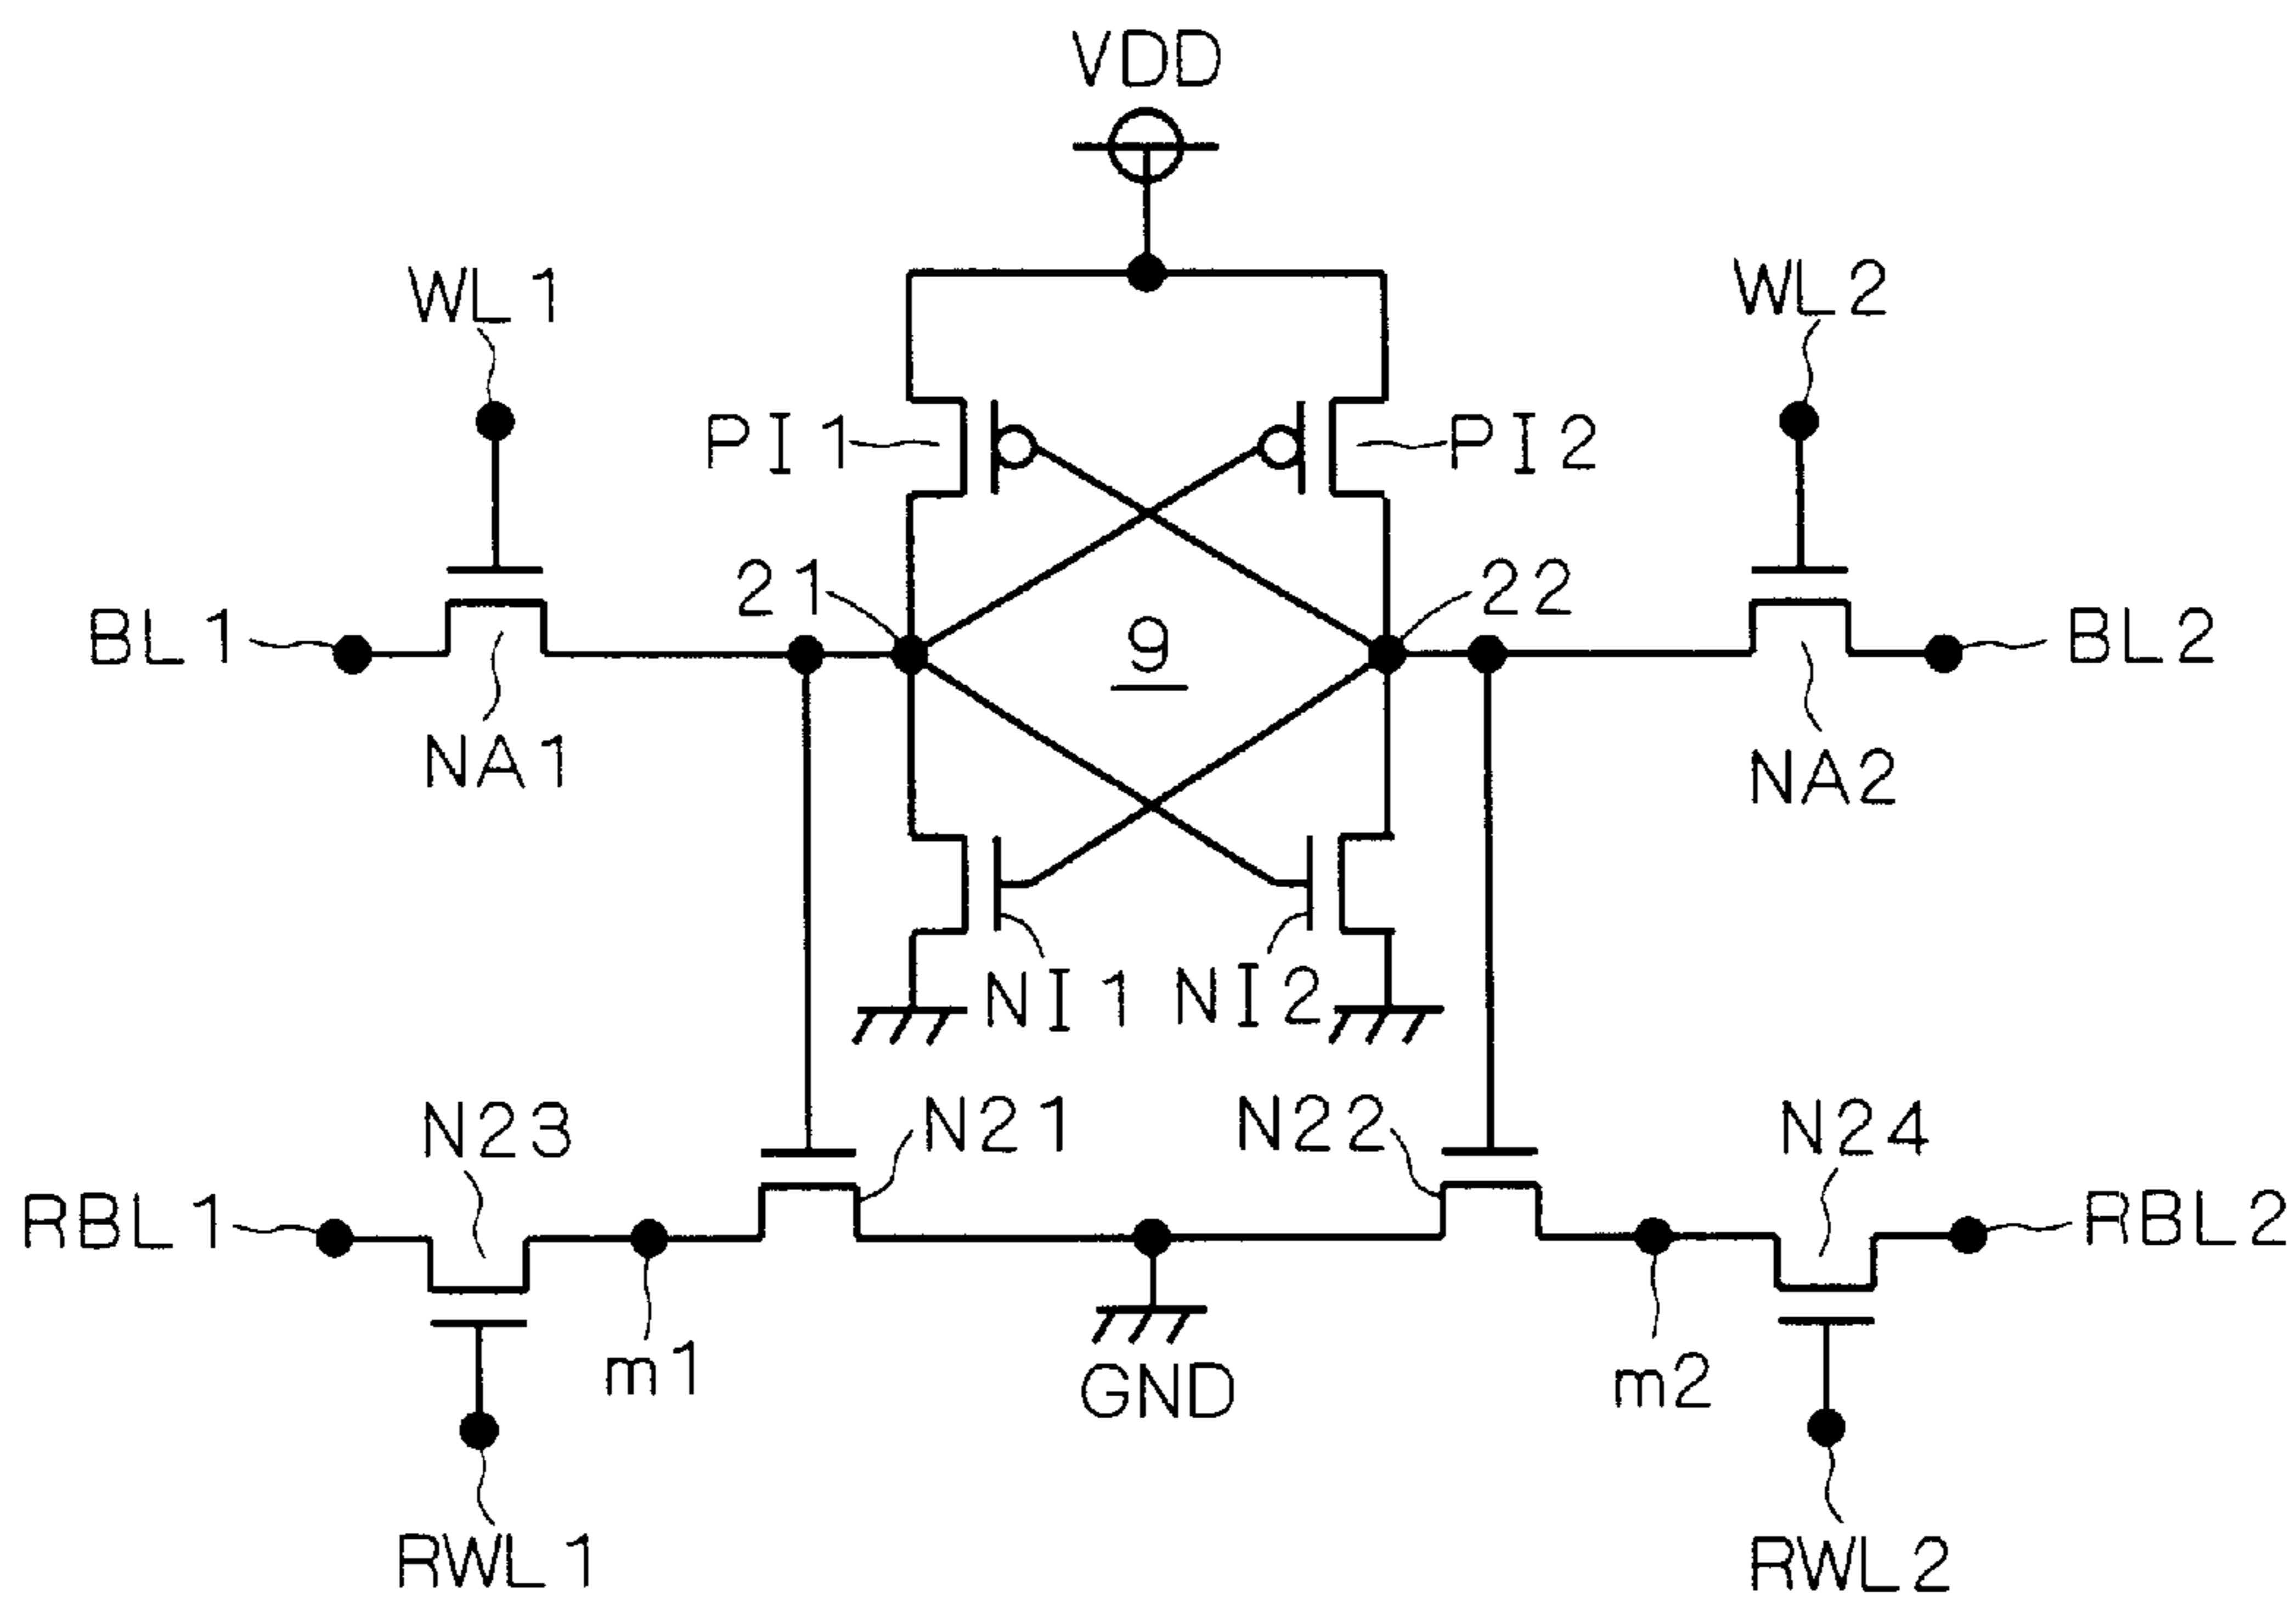 VDD
WL1 WL2
PI1 PI2
21 22
BL1 9 BL2
NA1 NA2
NI1 NI2
N23 N21 N22 N24
RBL1 RBL2
m1 GND m2
RWL1 RWL2